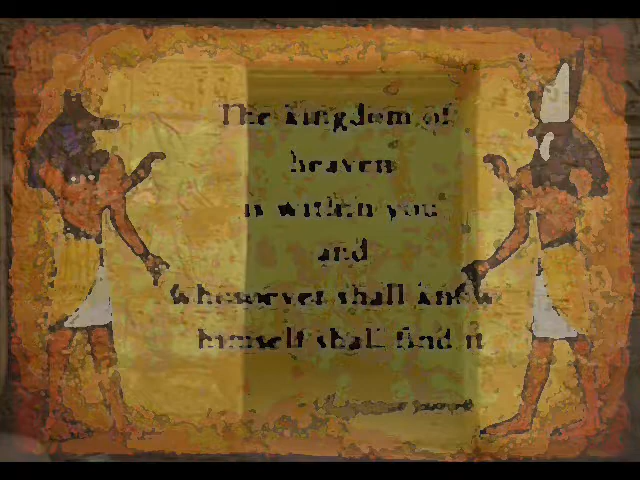 The kingdom of
heaven
is within you
and
Whosoever shall know
himself shall find it